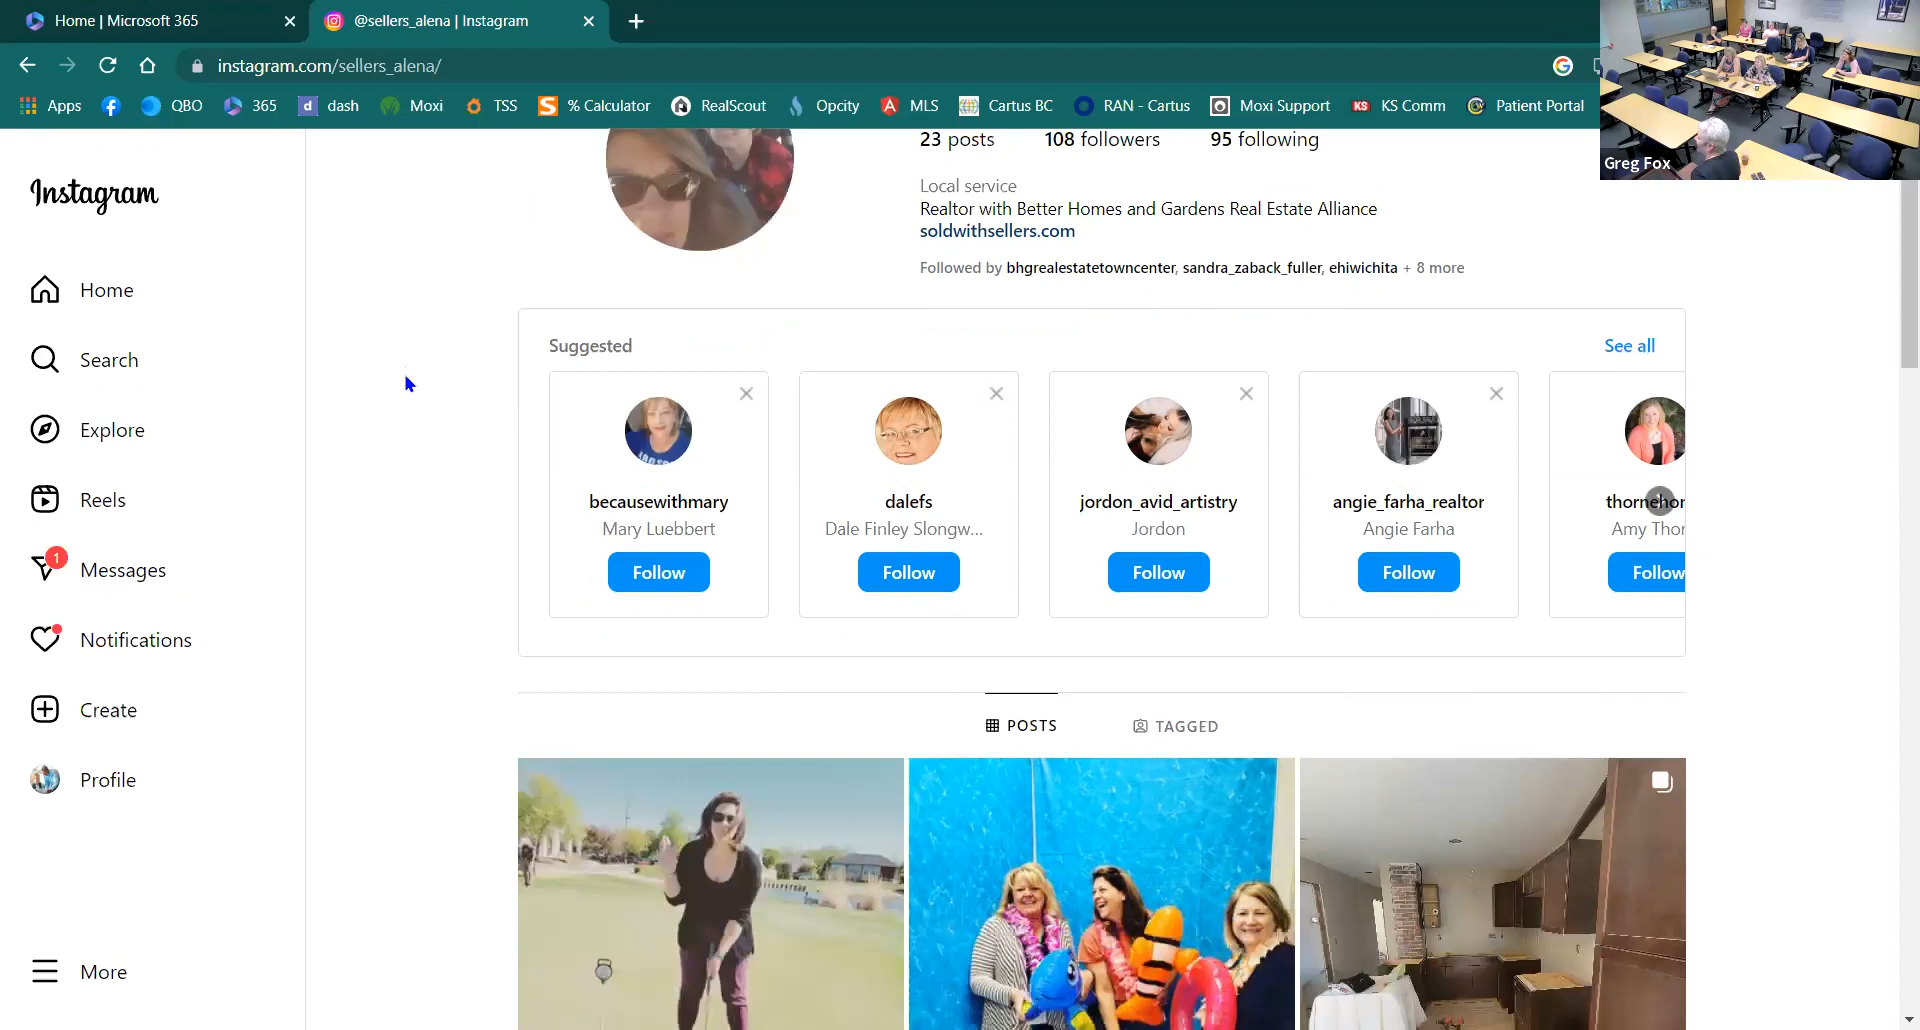 Home | Microsoft 365
@sellers_alena | Instagram
instagram.com/sellers_alena/
Apps
QBO
365
d dash
Moxi
TSS
S % Calculator
RealScout
Opcity
MLS
Cartus BC
RAN - Cartus
Moxi Support
KS KS Comm
Patient Portal
Greg Fox
Instagram
Home
Search
Explore
Reels
1
Messages
Notifications
Create
Profile
More
23 posts 108 followers 95 following
Local service
Realtor with Better Homes and Gardens Real Estate Alliance
soldwithsellers.com
Followed by bhgrealestatetowncenter, sandra_zaback_fuller, ehiwichita + 8 more
Suggested
See all
becausewithmary
Mary Luebbert
Follow
dalefs
Dale Finley Slongw...
Follow
jordon_avid_artistry
Jordon
Follow
angie_farha_realtor
Angie Farha
Follow
Amy Thor
Follow
POSTS
TAGGED